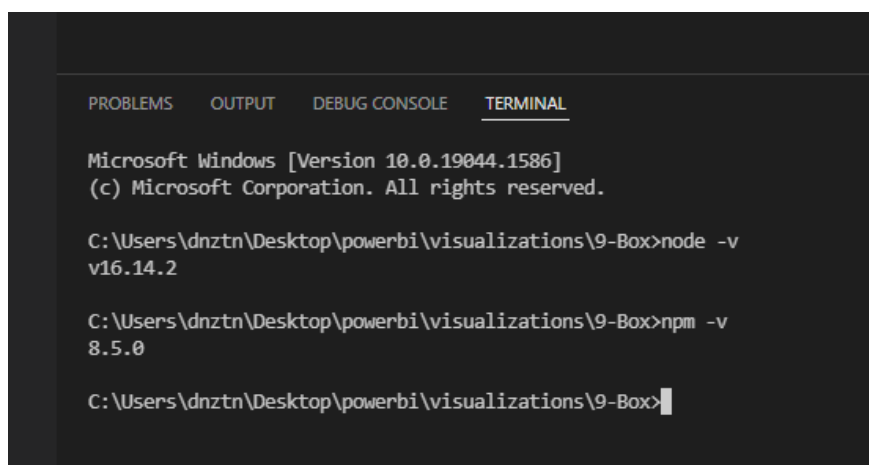 PROBLEMS OUTPUT DEBUG CONSOLE TERMINAL
Microsoft Windows [Version 10.0.19044.1586]
(c) Microsoft Corporation. All rights reserved.
C:\Users\dnztn\Desktop\powerbi\visualizations\9-Box>node -v
v16.14.2
C:\Users\dnztn\Desktop\powerbi\visualizations\9-Box>npm -v
8.5.0
C:\Users\dnztn\Desktop\powerbi\visualizations\9-Box>